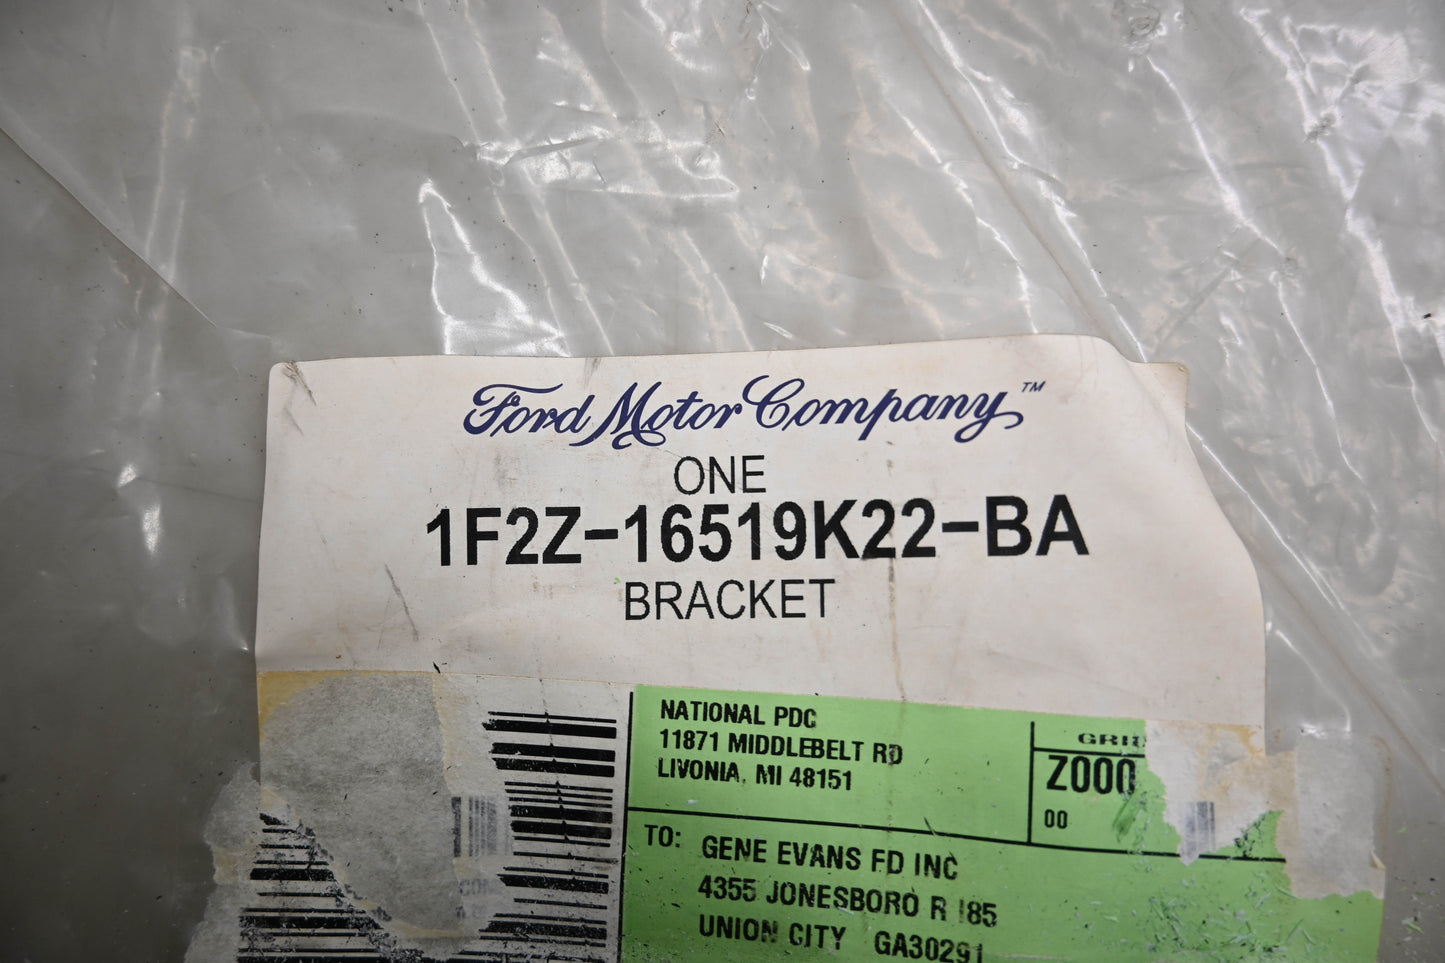 Ford Motor Company™
ONE
1F2Z-16519K22-BA
BRACKET
NATIONAL PDC
11871 MIDDLEBELT RD
LIVONIA, MI 48151
Z000
00
TO: GENE EVANS FD INC
4355 JONESBORO R I85
UNION CITY GA30291